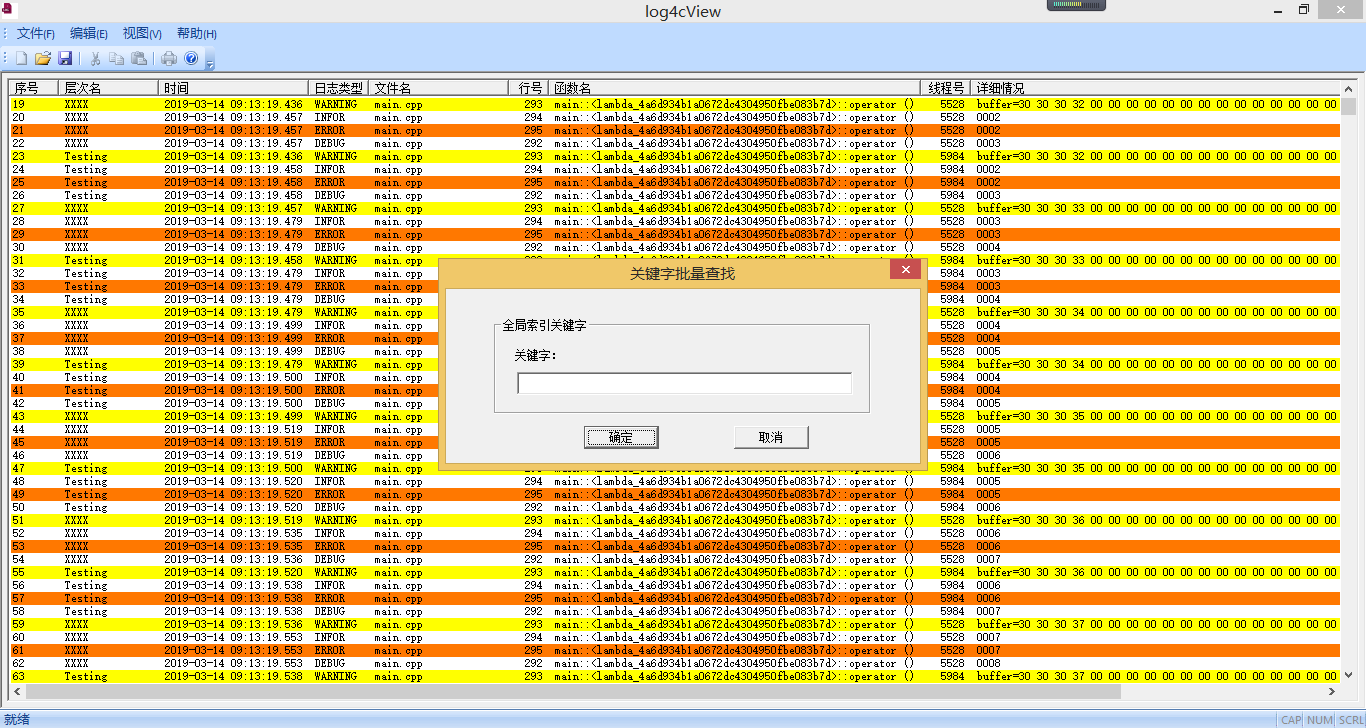 log4cView
文件(F) 编辑(E) 视图(V) 帮助(H)
序号 层次名 时间 日志类型 文件名 行号 函数名 线程号 详细情况
19 XXXX 2019-03-14 09:13:19.436 WARNING main.cpp 293 main::<lambda_4a6d934b1a0672dc4304950fbe083b7d>::operator () 5528 buffer=30 30 30 32 00 00 00 00 00 00 00 00 00 00 00 00 00 00
20 XXXX 2019-03-14 09:13:19.457 INFOR main.cpp 294 main::<lambda_4a6d934b1a0672dc4304950fbe083b7d>::operator () 5528 0002
21 XXXX 2019-03-14 09:13:19.457 ERROR main.cpp 295 main::<lambda_4a6d934b1a0672dc4304950fbe083b7d>::operator () 5528 0002
22 XXXX 2019-03-14 09:13:19.457 DEBUG main.cpp 292 main::<lambda_4a6d934b1a0672dc4304950fbe083b7d>::operator () 5528 0003
23 Testing 2019-03-14 09:13:19.436 WARNING main.cpp 293 main::<lambda_4a6d934b1a0672dc4304950fbe083b7d>::operator () 5984 buffer=30 30 30 32 00 00 00 00 00 00 00 00 00 00 00 00 00 00
24 Testing 2019-03-14 09:13:19.458 INFOR main.cpp 294 main::<lambda_4a6d934b1a0672dc4304950fbe083b7d>::operator () 5984 0002
25 Testing 2019-03-14 09:13:19.458 ERROR main.cpp 295 main::<lambda_4a6d934b1a0672dc4304950fbe083b7d>::operator () 5984 0002
26 Testing 2019-03-14 09:13:19.458 DEBUG main.cpp 292 main::<lambda_4a6d934b1a0672dc4304950fbe083b7d>::operator () 5984 0003
27 XXXX 2019-03-14 09:13:19.457 WARNING main.cpp 293 main::<lambda_4a6d934b1a0672dc4304950fbe083b7d>::operator () 5528 buffer=30 30 30 33 00 00 00 00 00 00 00 00 00 00 00 00 00 00
28 XXXX 2019-03-14 09:13:19.479 INFOR main.cpp 294 main::<lambda_4a6d934b1a0672dc4304950fbe083b7d>::operator () 5528 0003
29 XXXX 2019-03-14 09:13:19.479 ERROR main.cpp 295 main::<lambda_4a6d934b1a0672dc4304950fbe083b7d>::operator () 5528 0003
30 XXXX 2019-03-14 09:13:19.479 DEBUG main.cpp 292 main::<lambda_4a6d934b1a0672dc4304950fbe083b7d>::operator () 5528 0004
31 Testing 2019-03-14 09:13:19.458 WARNING main.cpp 5984 buffer=30 30 30 33 00 00 00 00 00 00 00 00 00 00 00 00 00 00
32 Testing 2019-03-14 09:13:19.479 INFOR main.cpp 5984 0003
33 Testing 2019-03-14 09:13:19.479 ERROR main.cpp 5984 0003
34 Testing 2019-03-14 09:13:19.479 DEBUG main.cpp 5984 0004
35 XXXX 2019-03-14 09:13:19.479 WARNING main.cpp 5528 buffer=30 30 30 34 00 00 00 00 00 00 00 00 00 00 00 00 00 00
36 XXXX 2019-03-14 09:13:19.499 INFOR main.cpp 5528 0004
37 XXXX 2019-03-14 09:13:19.499 ERROR main.cpp 5528 0004
38 XXXX 2019-03-14 09:13:19.499 DEBUG main.cpp 5528 0005
39 Testing 2019-03-14 09:13:19.479 WARNING main.cpp 5984 buffer=30 30 30 34 00 00 00 00 00 00 00 00 00 00 00 00 00 00
40 Testing 2019-03-14 09:13:19.500 INFOR main.cpp 5984 0004
41 Testing 2019-03-14 09:13:19.500 ERROR main.cpp 5984 0004
42 Testing 2019-03-14 09:13:19.500 DEBUG main.cpp 5984 0005
43 XXXX 2019-03-14 09:13:19.499 WARNING main.cpp 5528 buffer=30 30 30 35 00 00 00 00 00 00 00 00 00 00 00 00 00 00
44 XXXX 2019-03-14 09:13:19.519 INFOR main.cpp 5528 0005
45 XXXX 2019-03-14 09:13:19.519 ERROR main.cpp 5528 0005
46 XXXX 2019-03-14 09:13:19.519 DEBUG main.cpp 5528 0006
47 Testing 2019-03-14 09:13:19.500 WARNING main.cpp 5984 buffer=30 30 30 35 00 00 00 00 00 00 00 00 00 00 00 00 00 00
48 Testing 2019-03-14 09:13:19.520 INFOR main.cpp 294 main::<lambda_4a6d934b1a0672dc4304950fbe083b7d>::operator () 5984 0005
49 Testing 2019-03-14 09:13:19.520 ERROR main.cpp 295 main::<lambda_4a6d934b1a0672dc4304950fbe083b7d>::operator () 5984 0005
50 Testing 2019-03-14 09:13:19.520 DEBUG main.cpp 292 main::<lambda_4a6d934b1a0672dc4304950fbe083b7d>::operator () 5984 0006
51 XXXX 2019-03-14 09:13:19.519 WARNING main.cpp 293 main::<lambda_4a6d934b1a0672dc4304950fbe083b7d>::operator () 5528 buffer=30 30 30 36 00 00 00 00 00 00 00 00 00 00 00 00 00 00
52 XXXX 2019-03-14 09:13:19.535 INFOR main.cpp 294 main::<lambda_4a6d934b1a0672dc4304950fbe083b7d>::operator () 5528 0006
53 XXXX 2019-03-14 09:13:19.535 ERROR main.cpp 295 main::<lambda_4a6d934b1a0672dc4304950fbe083b7d>::operator () 5528 0006
54 XXXX 2019-03-14 09:13:19.536 DEBUG main.cpp 292 main::<lambda_4a6d934b1a0672dc4304950fbe083b7d>::operator () 5528 0007
55 Testing 2019-03-14 09:13:19.520 WARNING main.cpp 293 main::<lambda_4a6d934b1a0672dc4304950fbe083b7d>::operator () 5984 buffer=30 30 30 36 00 00 00 00 00 00 00 00 00 00 00 00 00 00
56 Testing 2019-03-14 09:13:19.538 INFOR main.cpp 294 main::<lambda_4a6d934b1a0672dc4304950fbe083b7d>::operator () 5984 0006
57 Testing 2019-03-14 09:13:19.538 ERROR main.cpp 295 main::<lambda_4a6d934b1a0672dc4304950fbe083b7d>::operator () 5984 0006
58 Testing 2019-03-14 09:13:19.538 DEBUG main.cpp 292 main::<lambda_4a6d934b1a0672dc4304950fbe083b7d>::operator () 5984 0007
59 XXXX 2019-03-14 09:13:19.536 WARNING main.cpp 293 main::<lambda_4a6d934b1a0672dc4304950fbe083b7d>::operator () 5528 buffer=30 30 30 37 00 00 00 00 00 00 00 00 00 00 00 00 00 00
60 XXXX 2019-03-14 09:13:19.553 INFOR main.cpp 294 main::<lambda_4a6d934b1a0672dc4304950fbe083b7d>::operator () 5528 0007
61 XXXX 2019-03-14 09:13:19.553 ERROR main.cpp 295 main::<lambda_4a6d934b1a0672dc4304950fbe083b7d>::operator () 5528 0007
62 XXXX 2019-03-14 09:13:19.553 DEBUG main.cpp 292 main::<lambda_4a6d934b1a0672dc4304950fbe083b7d>::operator () 5528 0008
63 Testing 2019-03-14 09:13:19.538 WARNING main.cpp 293 main::<lambda_4a6d934b1a0672dc4304950fbe083b7d>::operator () 5984 buffer=30 30 30 37 00 00 00 00 00 00 00 00 00 00 00 00 00 00
关键字批量查找
全局索引关键字
关键字:
确定 取消
就绪 CAP NUM SCRL